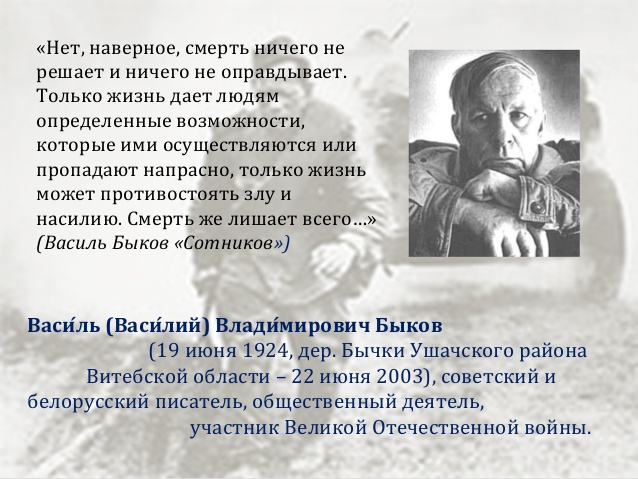 «Нет, наверное, смерть ничего не
решает и ничего не оправдывает.
Только жизнь дает людям
определенные возможности,
которые ими осуществляются или
пропадают напрасно, только жизнь
может противостоять злу и
насилию. Смерть же лишает всего…»
(Василь Быков «Сотников»)
Васи́ль (Васи́лий) Влади́мирович Быков
(19 июня 1924, дер. Бычки Ушачского района
Витебской области – 22 июня 2003), советский и
белорусский писатель, общественный деятель,
участник Великой Отечественной войны.